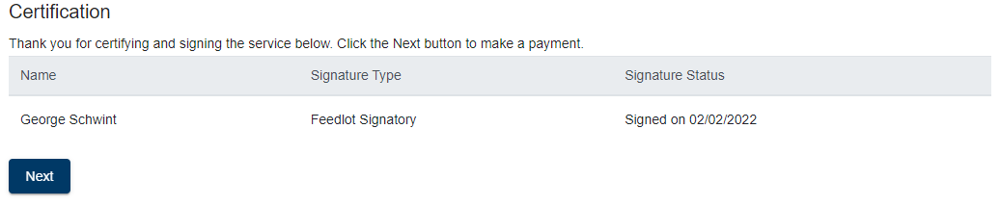 Certification
Thank you for certifying and signing the service below. Click the Next button to make a payment.
Name Signature Type Signature Status
George Schwint Feedlot Signatory Signed on 02/02/2022
Next